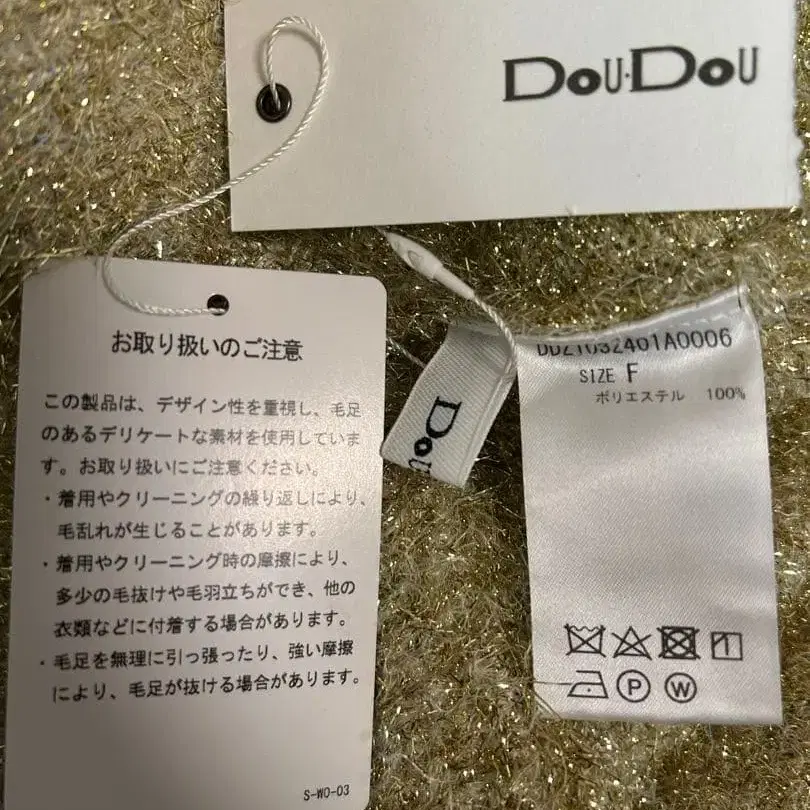 DOU·DOU
お取り扱いのご注意
この製品は、デザイン性を重視し、毛足
のあるデリケートな素材を使用していま
す。お取り扱いにご注意ください。
・着用やクリーニングの繰り返しにより、
毛乱れが生じることがあります。
・着用やクリーニング時の摩擦により、
多少の毛抜けや毛羽立ちができ、他の
衣類などに付着する場合があります。
・毛足を無理に引っ張ったり、強い摩擦
により、毛足が抜ける場合があります。
S-WO-03
DOU
DD21032401A0006
SIZE F
ポリエステル 100%
P W